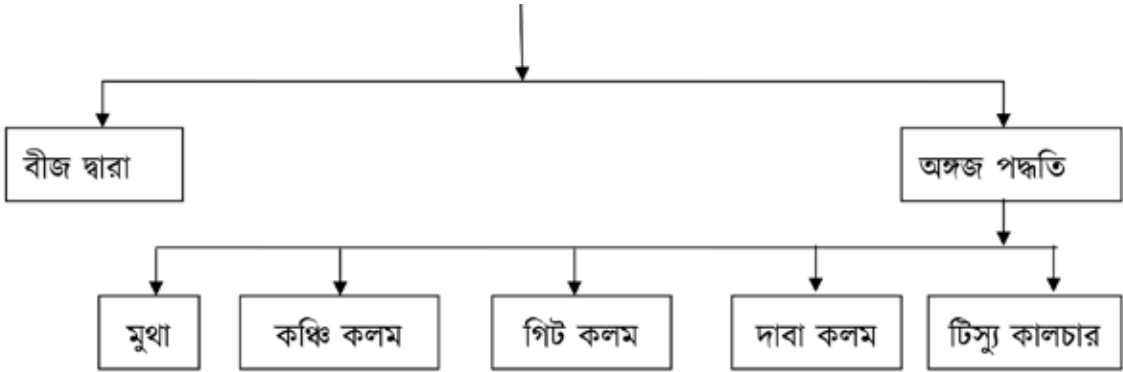 বীজ দ্বারা
অঙ্গজ পদ্ধতি
মুথা
কঞ্চি কলম
গিট কলম
দাবা কলম
টিস্যু কালচার